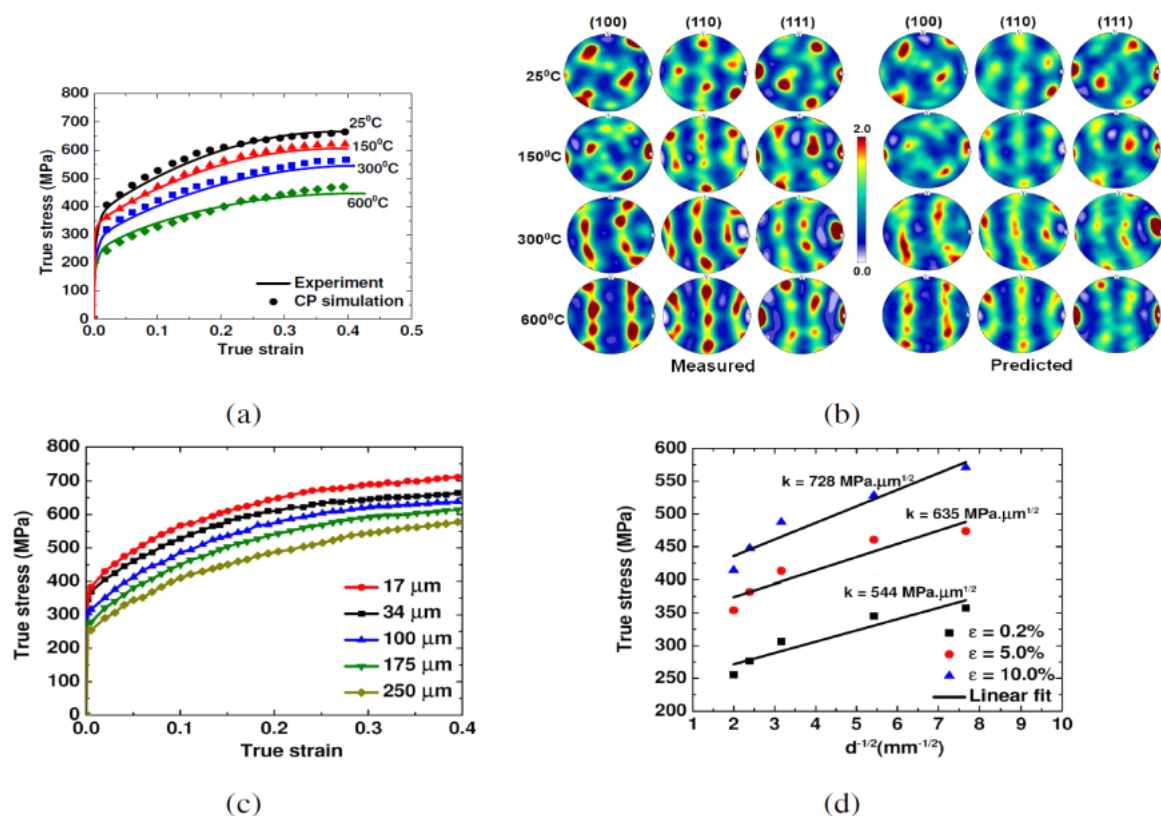 (100) (110) (111) (100) (110) (111)
800
700
600
500
400
300
200
100
0
True stress (MPa)
25⁰C
150⁰C
300⁰C
600⁰C
Experiment
CP simulation
0.0 0.1 0.2 0.3 0.4 0.5
True strain
(a)
25⁰C
150⁰C
300⁰C
600⁰C
2.0
0.0
Measured Predicted
(b)
800
700
600
500
400
300
200
100
0
True Stress (MPa)
17 μm
34 μm
100 μm
175 μm
250 μm
0.0 0.1 0.2 0.3 0.4
True strain
(c)
600
550
500
450
400
350
300
250
200
True stress (MPa)
k = 728 MPa.μm^1/2
k = 635 MPa.μm^1/2
k = 544 MPa.μm^1/2
ε = 0.2%
ε = 5.0%
ε = 10.0%
Linear fit
1 2 3 4 5 6 7 8 9 10
d^-1/2(mm^-1/2)
(d)